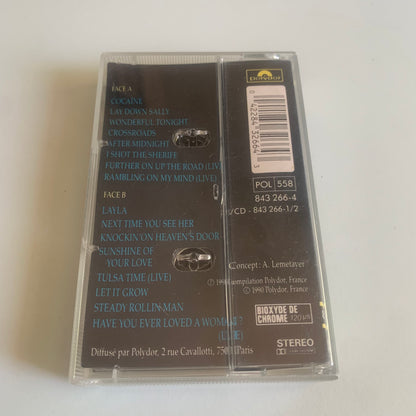 FACE A
COCAINE
LAY DOWN SALLY
WONDERFUL TONIGHT
CROSSROADS
AFTER MIDNIGHT
I SHOT THE SHERIFF
FURTHER ON UP THE ROAD (LIVE)
RAMBLING ON MY MIND (LIVE)
FACE B
LAYLA
NEXT TIME YOU SEE HER
KNOCKIN' ON HEAVEN'S DOOR
SUNSHINE OF
YOUR LOVE
TULSA TIME (LIVE)
LET IT GROW
STEADY ROLLIN' MAN
HAVE YOU EVER LOVED A WOMAN ?
(LIVE)
Diffusé par Polydor, 2 rue Cavallotti, Paris
Polydor
POL 558
843 266-4
/CD - 843 266-1/2
Concept : A. Lemetayer
Compilation Polydor, France
© 1990 Polydor, France
BIOXYDE DE
CHROME 120 µs
STEREO